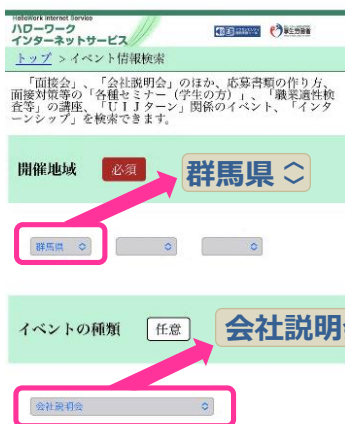 HelloWork Internet Service
ハローワーク
インターネットサービス
厚生労働省
トップ > イベント情報検索
「面接会」、「会社説明会」のほか、応募書類の作り方、
面接対策等の「各種セミナー（学生の方）」、「職業適性検
査等」の講座、「ＵＩＪターン」関係のイベント、「インタ
ーンシップ」を検索できます。
開催地域 必須 群馬県
群馬県
イベントの種類 任意 会社説明
会社説明会